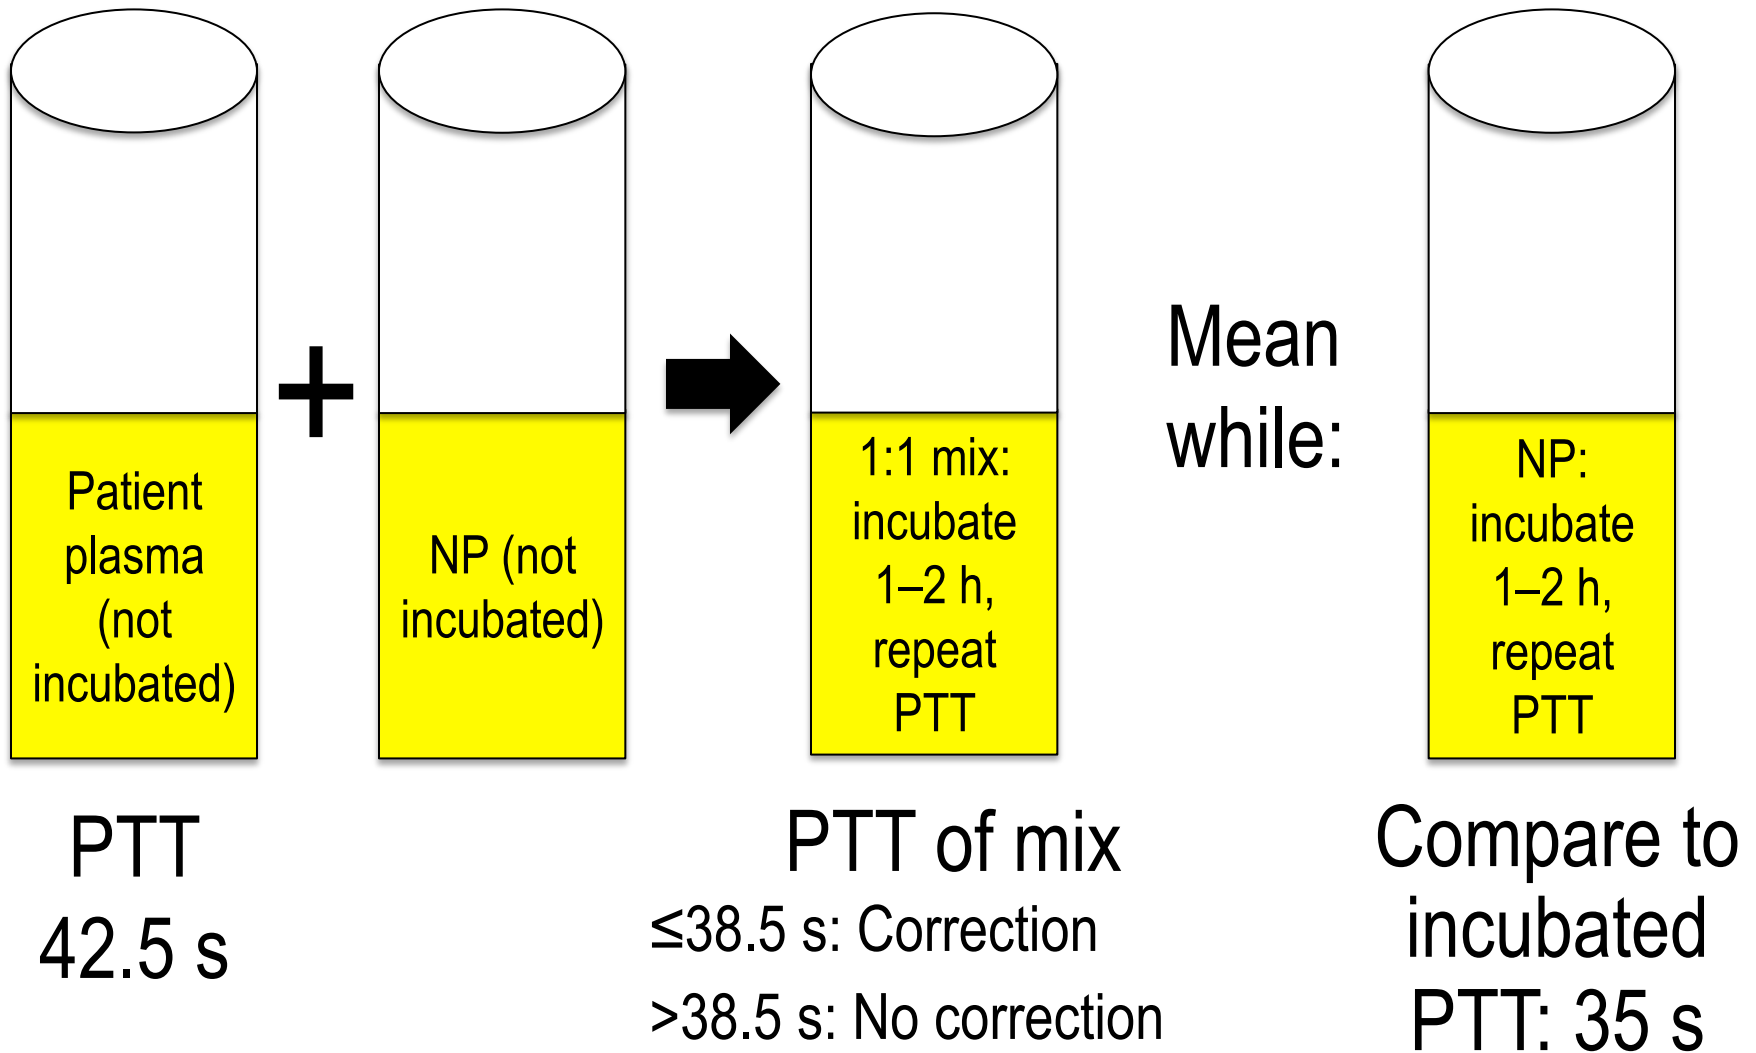 Patient
plasma
(not
incubated)
+
NP (not
incubated)
1:1 mix:
incubate
1–2 h,
repeat
PTT
Mean
while:
NP:
incubate
1–2 h,
repeat
PTT
PTT
42.5 s
PTT of mix
≤38.5 s: Correction
>38.5 s: No correction
Compare to
incubated
PTT: 35 s